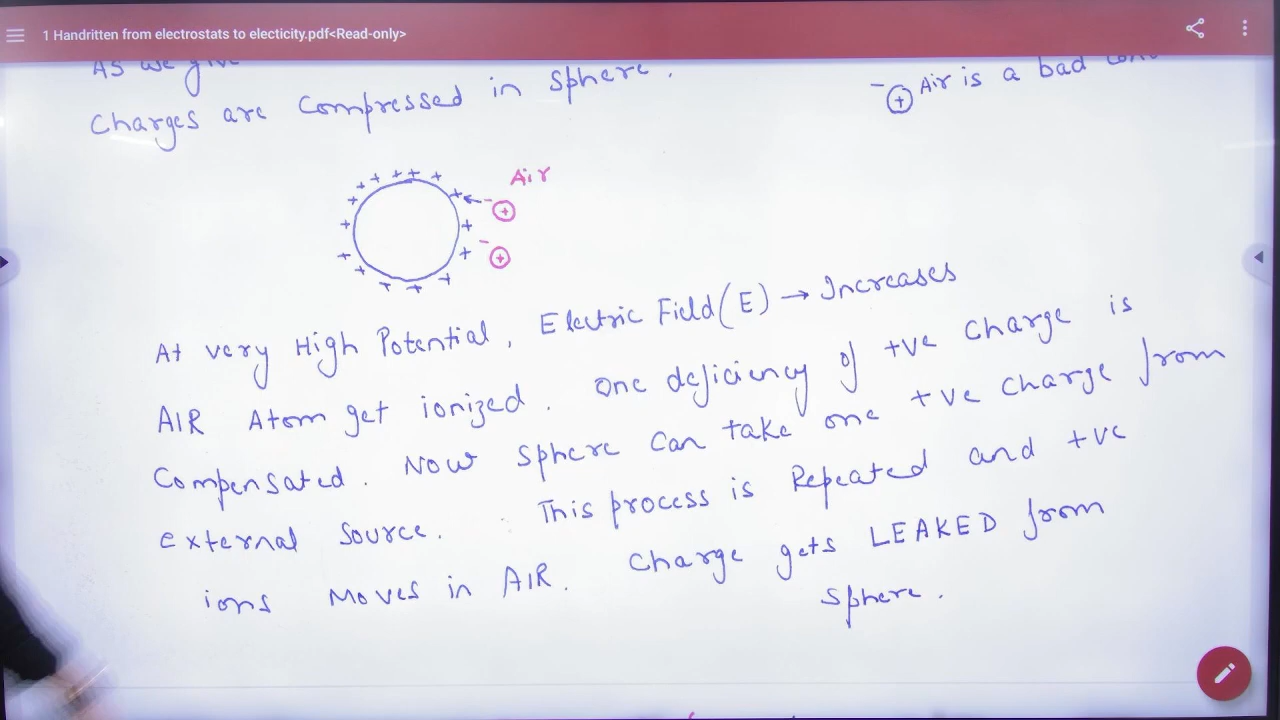 1 Handritten from electrostats to electicity.pdf<Read-only>
As we give
Charges are Compressed in Sphere.
Air is a bad
Air
At very High Potential, Electric Field (E) → Increases
AIR Atom get ionized. One deficiency of +ve Charge is
Compensated. Now Sphere Can take one +ve Charge from
external Source. This process is Repeated and +ve
ions Moves in AIR. Charge gets LEAKED from
Sphere.